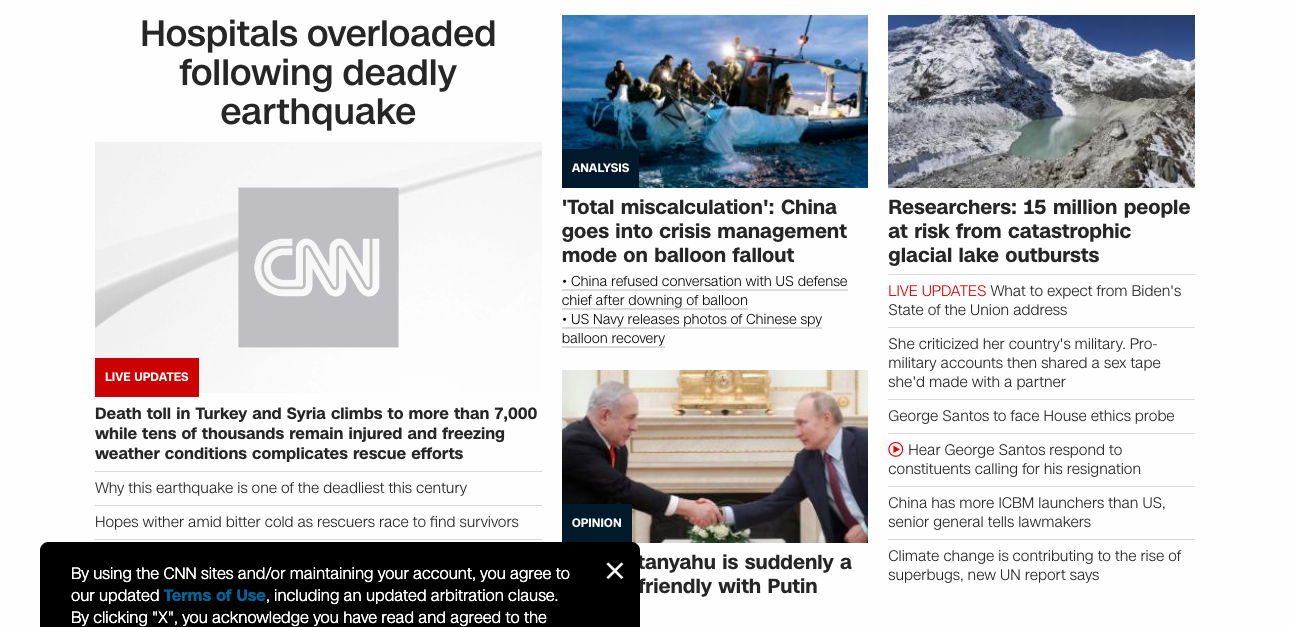 Hospitals overloaded
following deadly
earthquake
CNN
LIVE UPDATES
Death toll in Turkey and Syria climbs to more than 7,000
while tens of thousands remain injured and freezing
weather conditions complicates rescue efforts
Why this earthquake is one of the deadliest this century
Hopes wither amid bitter cold as rescuers race to find survivors
ANALYSIS
'Total miscalculation': China
goes into crisis management
mode on balloon fallout
• China refused conversation with US defense
chief after downing of balloon
• US Navy releases photos of Chinese spy
balloon recovery
OPINION
tanyahu is suddenly a
friendly with Putin
Researchers: 15 million people
at risk from catastrophic
glacial lake outbursts
LIVE UPDATES What to expect from Biden's
State of the Union address
She criticized her country's military. Pro-
military accounts then shared a sex tape
she'd made with a partner
George Santos to face House ethics probe
Hear George Santos respond to
constituents calling for his resignation
China has more ICBM launchers than US,
senior general tells lawmakers
Climate change is contributing to the rise of
superbugs, new UN report says
By using the CNN sites and/or maintaining your account, you agree to
our updated Terms of Use, including an updated arbitration clause.
By clicking "X", you acknowledge you have read and agreed to the